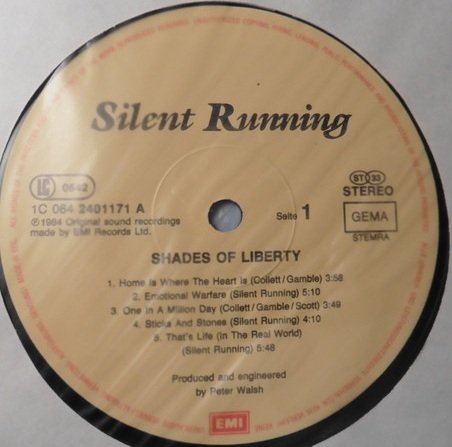 Silent Running
LC 0542
ST 33
STEREO
1C 064 2401171 A
℗1984 Original sound recordings
made by EMI Records Ltd.
Seite 1
GEMA
STEMRA
SHADES OF LIBERTY
1. Home is Where The Heart is (Collett/Gamble) 3:58
2. Emotional Warfare (Silent Running) 5:10
3. One In A Million Day (Collett/Gamble/Scott) 3:49
4. Sticks And Stones (Silent Running) 4:10
5. That's Life (in The Real World)
(Silent Running) 5:48
Produced and engineered
by Peter Walsh
EMI